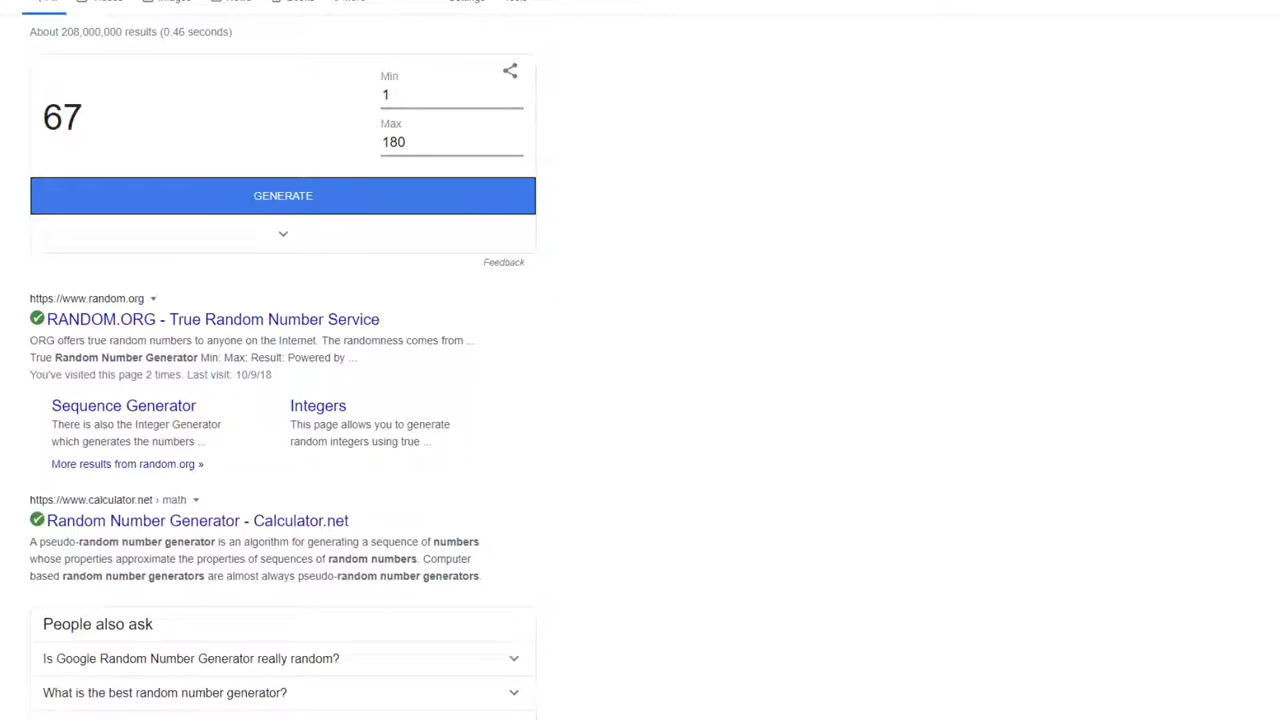 About 208,000,000 results (0.46 seconds)
67
Min
1
Max
180
GENERATE
Feedback
https://www.random.org
RANDOM.ORG - True Random Number Service
ORG offers true random numbers to anyone on the Internet. The randomness comes from ...
True Random Number Generator Min: Max: Result: Powered by ...
You've visited this page 2 times. Last visit: 10/9/18
Sequence Generator
There is also the Integer Generator
which generates the numbers ...
Integers
This page allows you to generate
random integers using true ...
More results from random.org »
https://www.calculator.net › math
Random Number Generator - Calculator.net
A pseudo-random number generator is an algorithm for generating a sequence of numbers
whose properties approximate the properties of sequences of random numbers. Computer
based random number generators are almost always pseudo-random number generators.
People also ask
Is Google Random Number Generator really random?
What is the best random number generator?